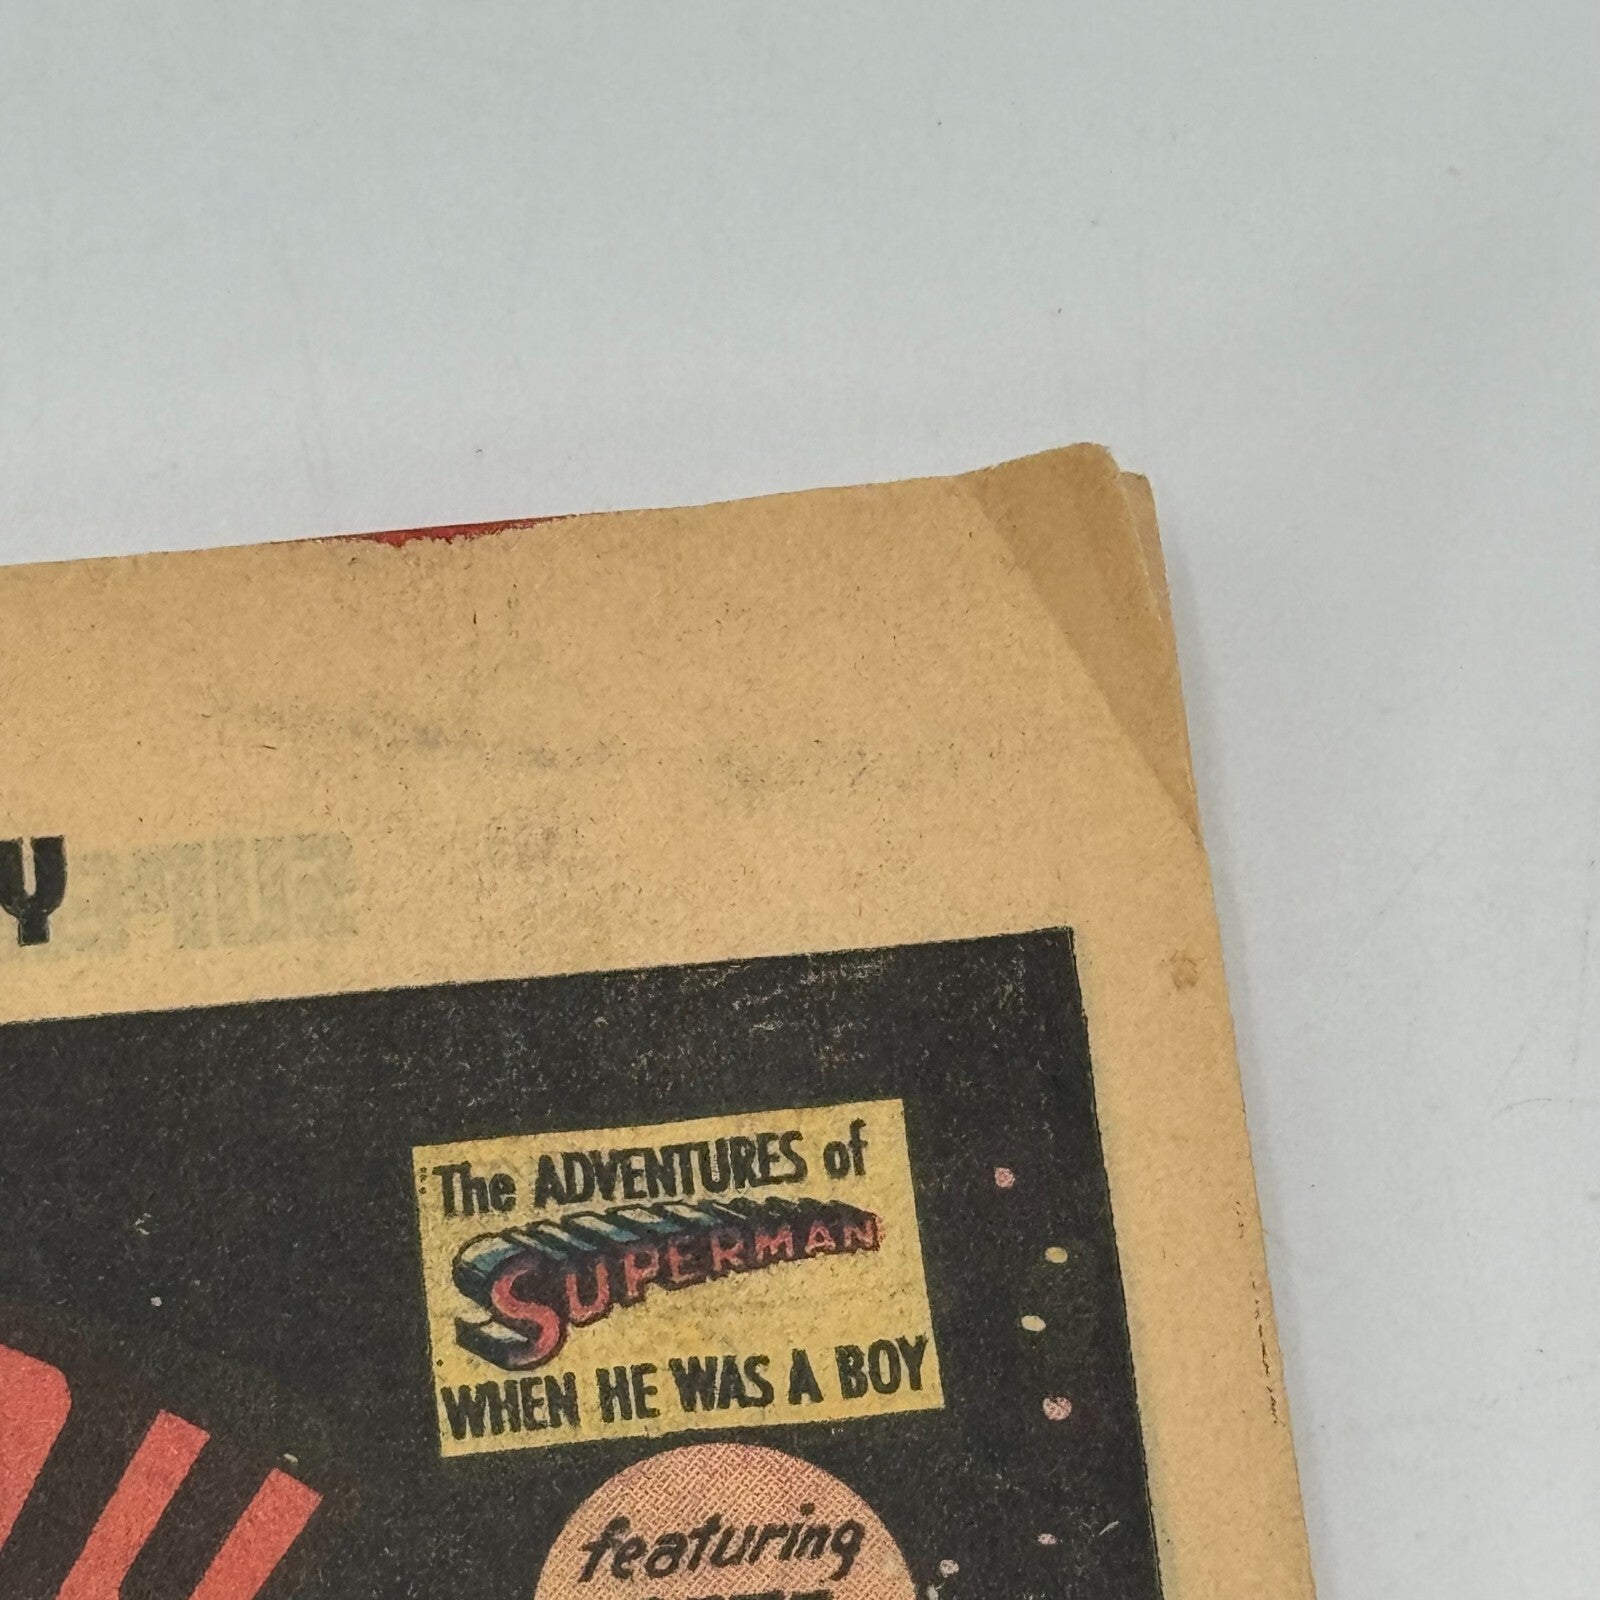 Y
The ADVENTURES of
SUPERMAN
WHEN HE WAS A BOY
featuring